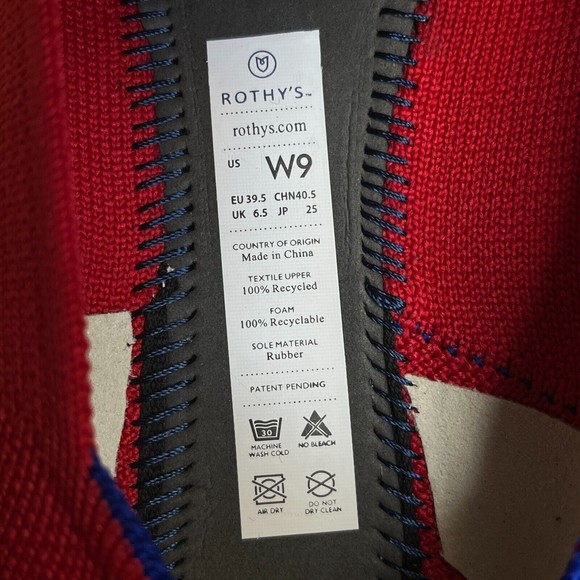 ROTHY'S™
rothys.com
US W9
EU 39.5 CHN40.5
UK 6.5 JP 25
COUNTRY OF ORIGIN
Made in China
TEXTILE UPPER
100% Recycled
FOAM
100% Recyclable
SOLE MATERIAL
Rubber
PATENT PENDING
30
MACHINE WASH COLD
NO BLEACH
AIR DRY
DO NOT DRY CLEAN